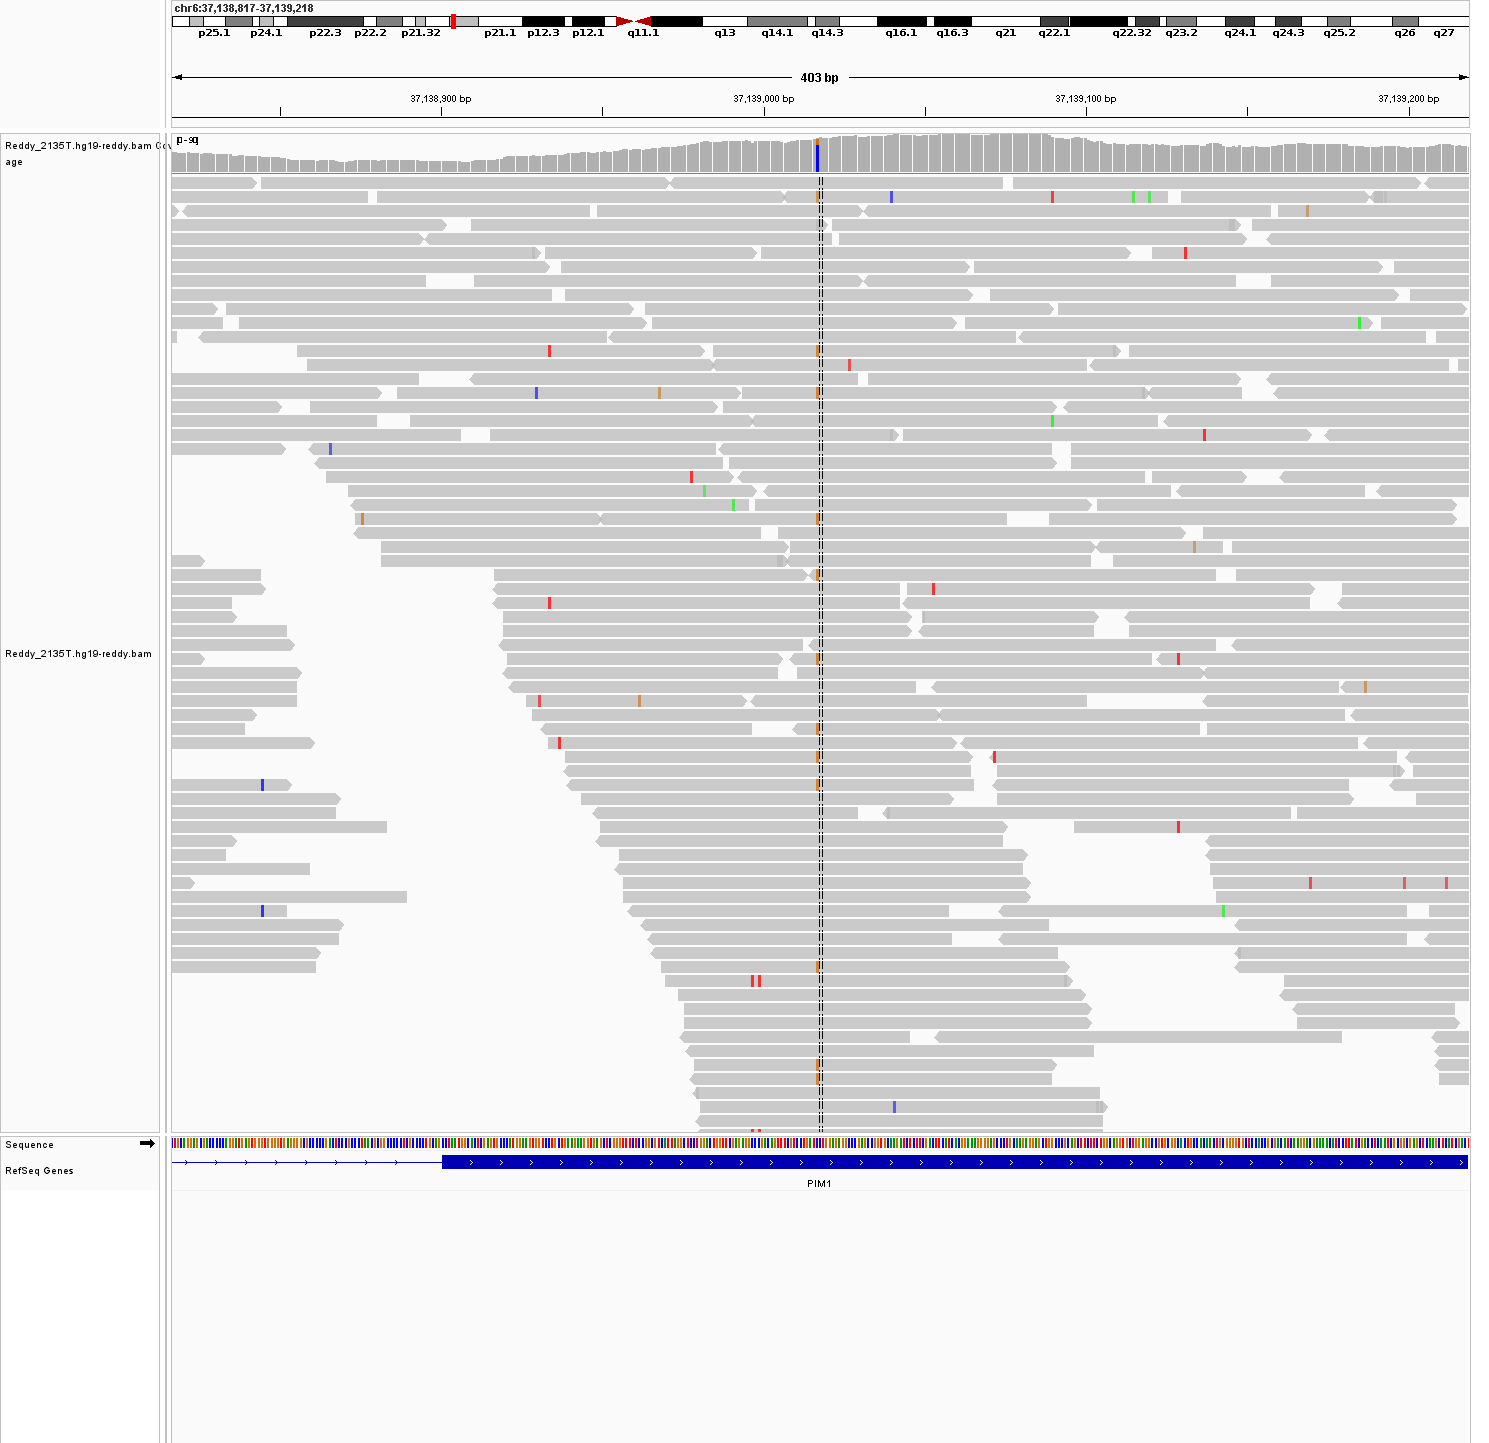 chr6:37,138,817-37,139,218
p25.1 p24.1 p22.3 p22.2 p21.32 p21.1 p12.3 p12.1 q11.1 q13 q14.1 q14.3 q16.1 q16.3 q21 q22.1 q22.32 q23.2 q24.1 q24.3 q25.2 q26 q27
403 bp
37,138,900 bp 37,139,000 bp 37,139,100 bp 37,139,200 bp
Reddy_2135T.hg19-reddy.bam Cov
age
Reddy_2135T.hg19-reddy.bam
Sequence
RefSeq Genes
PIM1